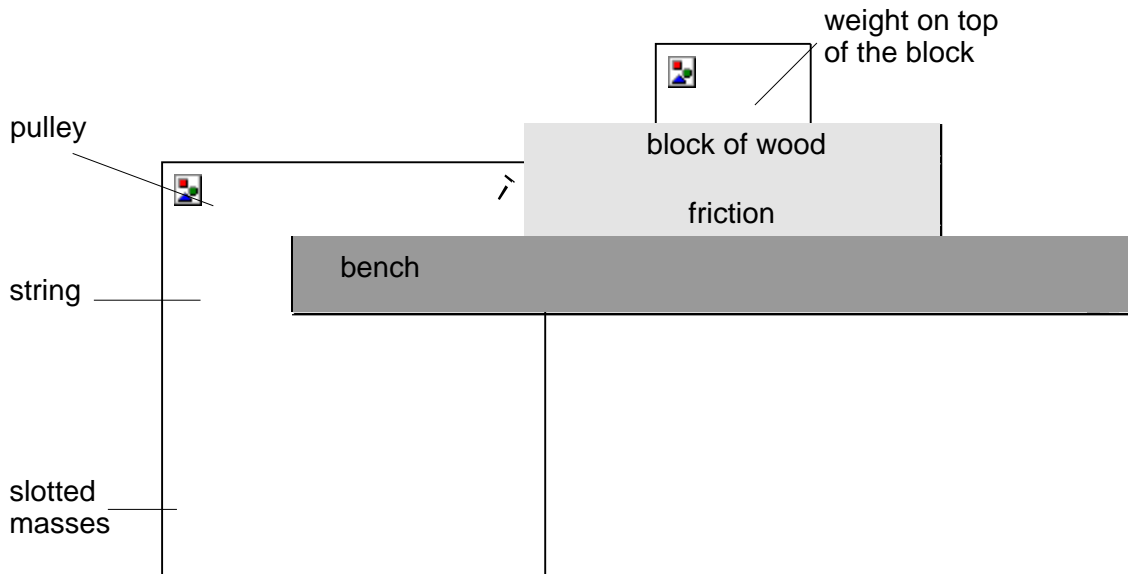 weight on top
of the block
pulley
block of wood
friction
bench
string
slotted
masses